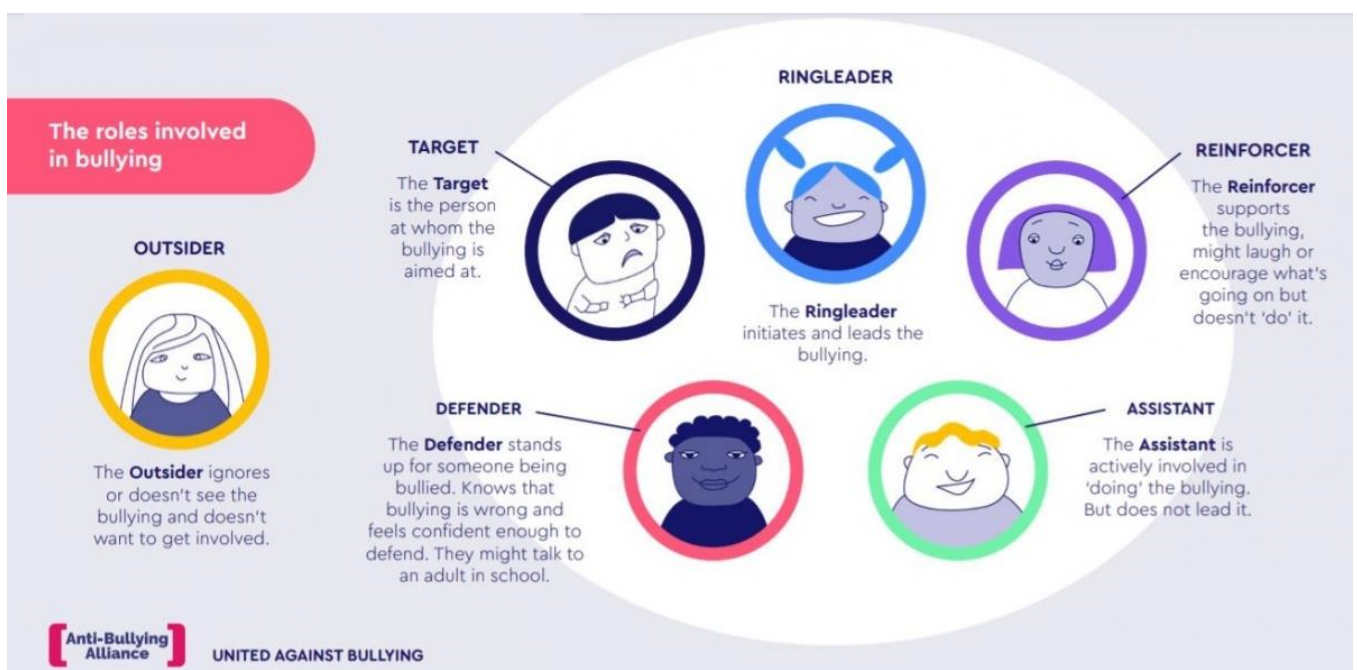 The roles involved
in bullying
OUTSIDER
The Outsider ignores
or doesn't see the
bullying and doesn't
want to get involved.
TARGET
The Target
is the person
at whom the
bullying is
aimed at.
RINGLEADER
The Ringleader
initiates and leads the
bullying.
REINFORCER
The Reinforcer
supports
the bullying,
might laugh or
encourage what's
going on but
doesn't 'do' it.
DEFENDER
The Defender stands
up for someone being
bullied. Knows that
bullying is wrong and
feels confident enough to
defend. They might talk to
an adult in school.
ASSISTANT
The Assistant is
actively involved in
'doing' the bullying.
But does not lead it.
Anti-Bullying
Alliance
UNITED AGAINST BULLYING